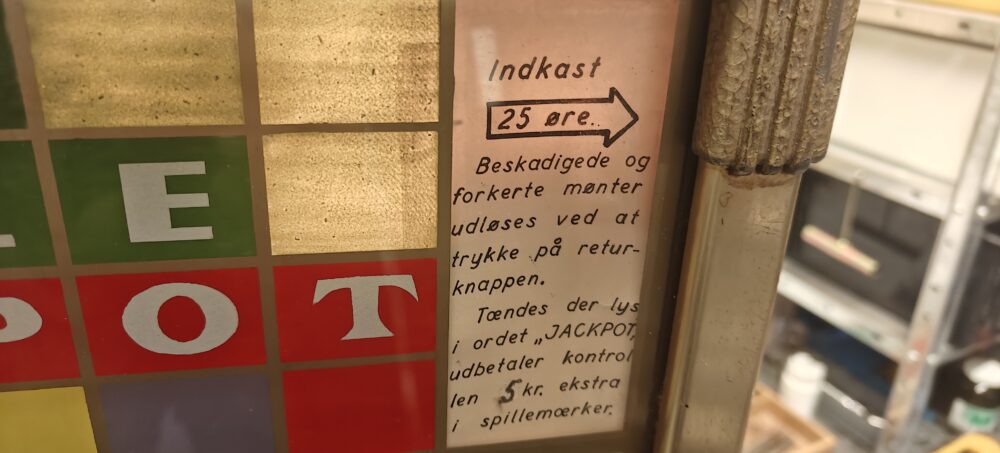 Indkast
25 øre.
Beskadigede og
forkerte mønter
udløses ved at
trykke på retur-
knappen.
Tændes der lys
i ordet „JACKPOT,
udbetaler kontrol
len 5 kr. ekstra
i spillemærker.
E
OT